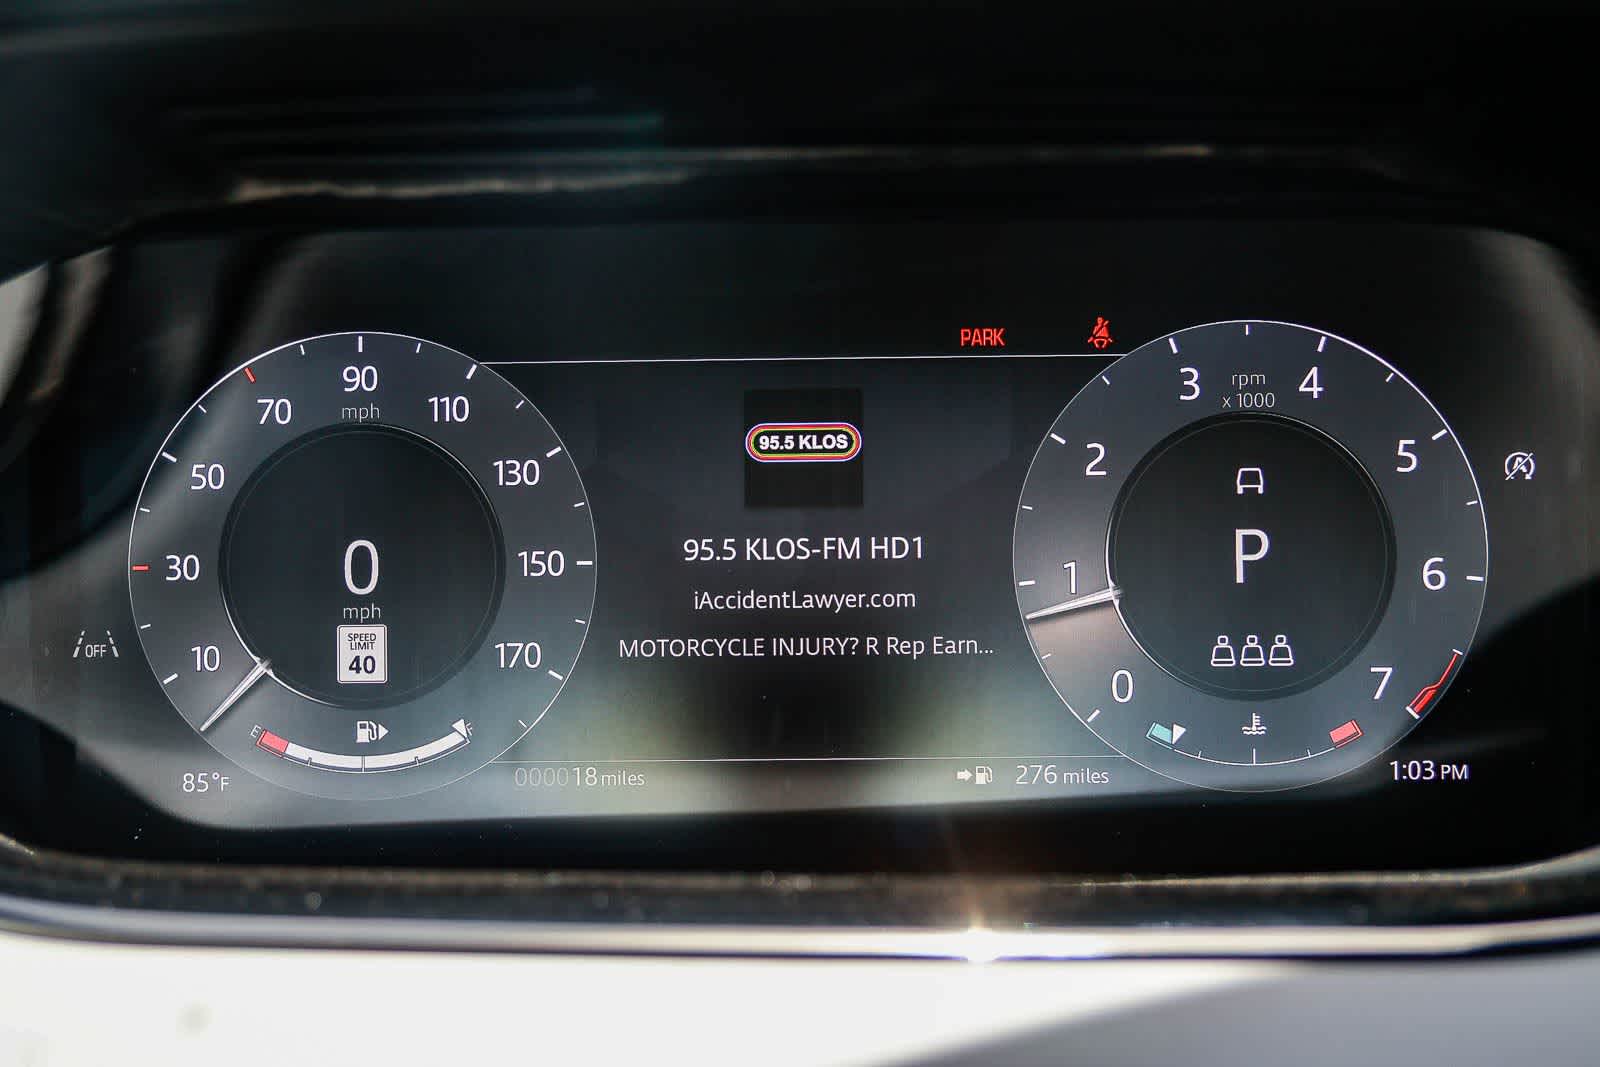 PARK
10
30
50
70
90
mph
110
130
150
170
0
mph
SPEED
LIMIT
40
E
F
OFF
85°F
000018 miles
95.5 KLOS
95.5 KLOS-FM HD1
iAccidentLawyer.com
MOTORCYCLE INJURY? R Rep Earn...
276 miles
0
1
2
3
rpm
x 1000
4
5
6
7
P
A
1:03 PM